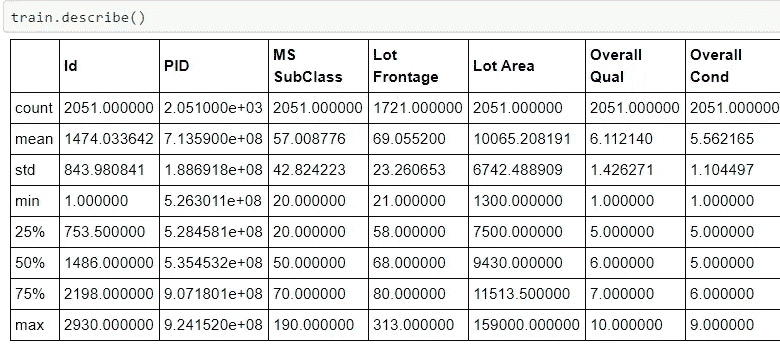 train.describe()
Id PID MS SubClass Lot Frontage Lot Area Overall Qual Overall Cond
count 2051.000000 2.051000e+03 2051.000000 1721.000000 2051.000000 2051.000000 2051.000000
mean 1474.033642 7.135900e+08 57.008776 69.055200 10065.208191 6.112140 5.562165
std 843.980841 1.886918e+08 42.824223 23.260653 6742.488909 1.426271 1.104497
min 1.000000 5.263011e+08 20.000000 21.000000 1300.000000 1.000000 1.000000
25% 753.500000 5.284581e+08 20.000000 58.000000 7500.000000 5.000000 5.000000
50% 1486.000000 5.354532e+08 50.000000 68.000000 9430.000000 6.000000 5.000000
75% 2198.000000 9.071801e+08 70.000000 80.000000 11513.500000 7.000000 6.000000
max 2930.000000 9.241520e+08 190.000000 313.000000 159000.000000 10.000000 9.000000